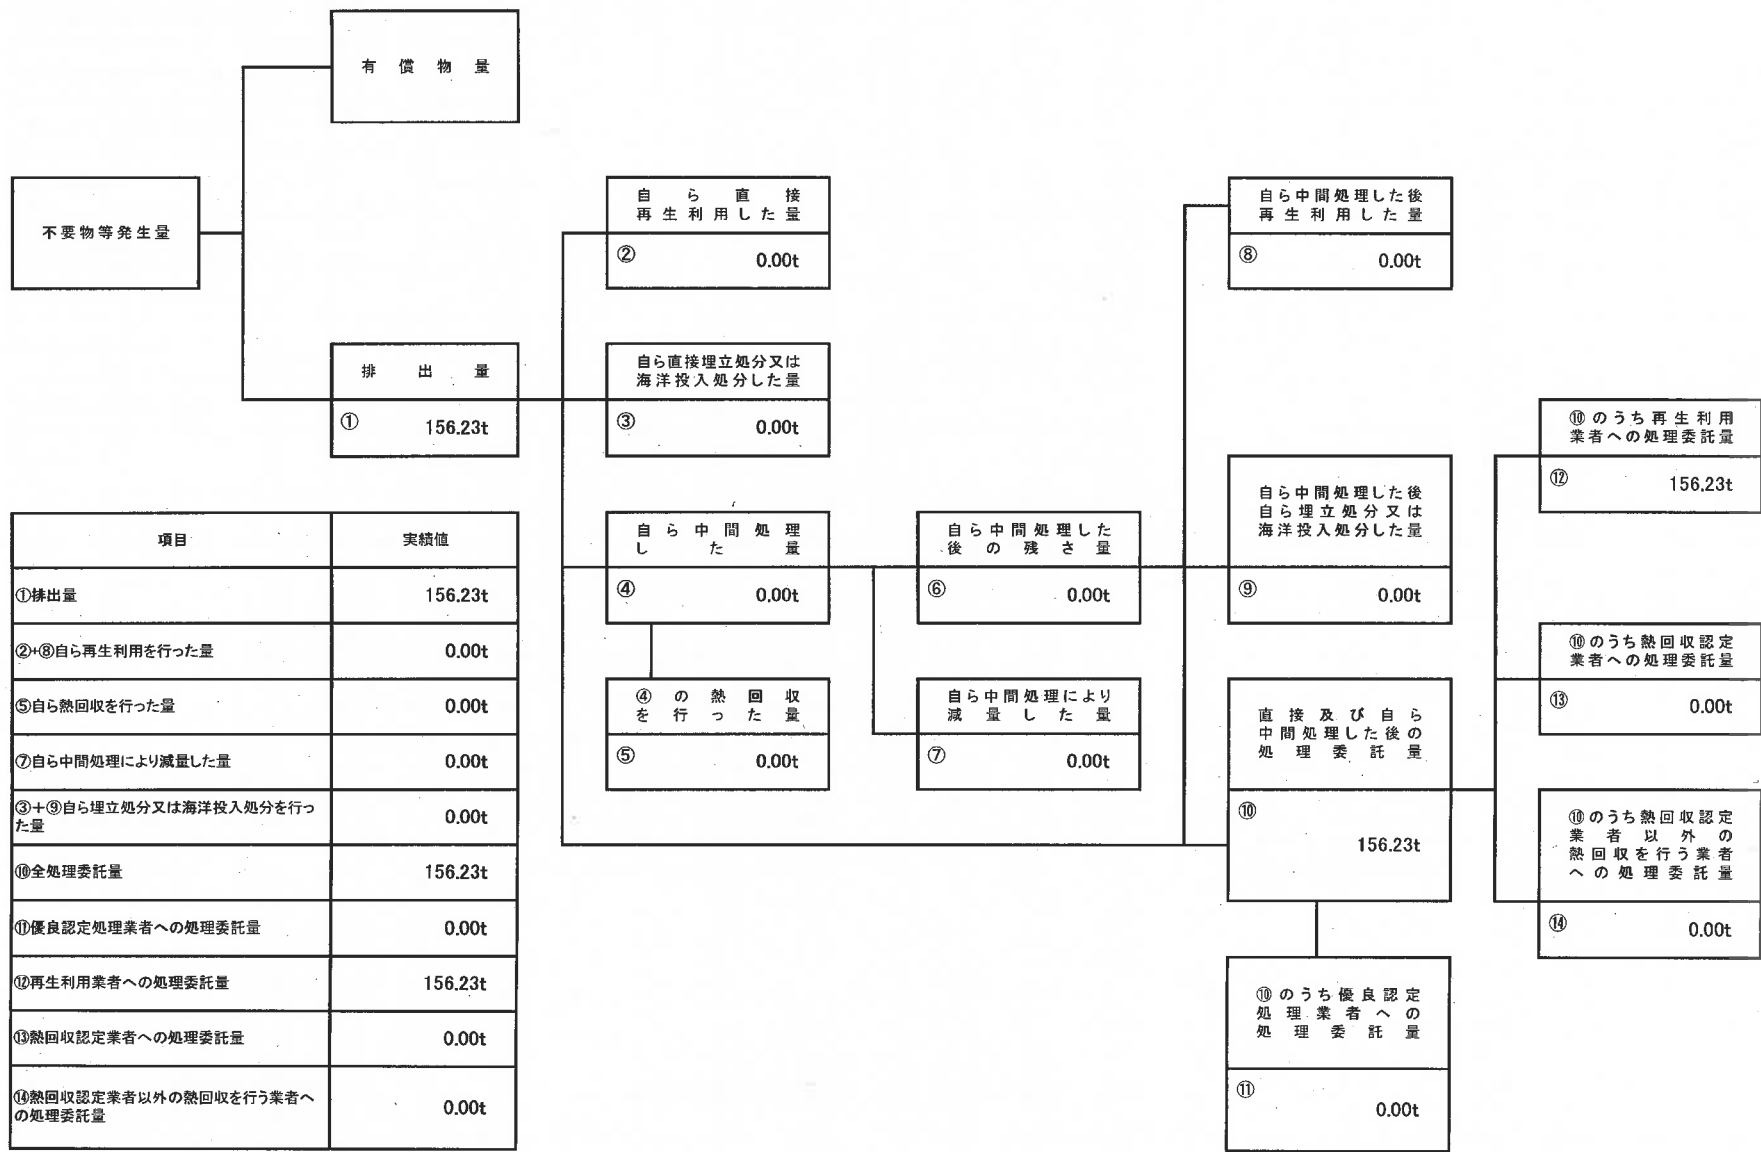 有償物量
不要物等発生量
排出量
① 156.23t
自ら直接
再生利用した量
② 0.00t
自ら直接埋立処分又は
海洋投入処分した量
③ 0.00t
自ら中間処理
した量
④ 0.00t
④の熱回収
を行った量
⑤ 0.00t
自ら中間処理した
後の残さ量
⑥ 0.00t
自ら中間処理により
減量した量
⑦ 0.00t
自ら中間処理した後
再生利用した量
⑧ 0.00t
自ら中間処理した後
自ら埋立処分又は
海洋投入処分した量
⑨ 0.00t
直接及び自ら
中間処理した後の
処理委託量
⑩
156.23t
⑩のうち優良認定
処理業者への
処理委託量
⑪
0.00t
⑩のうち再生利用
業者への処理委託量
⑫ 156.23t
⑩のうち熱回収認定
業者への処理委託量
⑬ 0.00t
⑩のうち熱回収認定
業者以外の
熱回収を行う業者
への処理委託量
⑭ 0.00t
項目 実績値
①排出量 156.23t
②+⑧自ら再生利用を行った量 0.00t
⑤自ら熱回収を行った量 0.00t
⑦自ら中間処理により減量した量 0.00t
③+⑨自ら埋立処分又は海洋投入処分を行っ
た量 0.00t
⑩全処理委託量 156.23t
⑪優良認定処理業者への処理委託量 0.00t
⑫再生利用業者への処理委託量 156.23t
⑬熱回収認定業者への処理委託量 0.00t
⑭熱回収認定業者以外の熱回収を行う業者へ
の処理委託量 0.00t